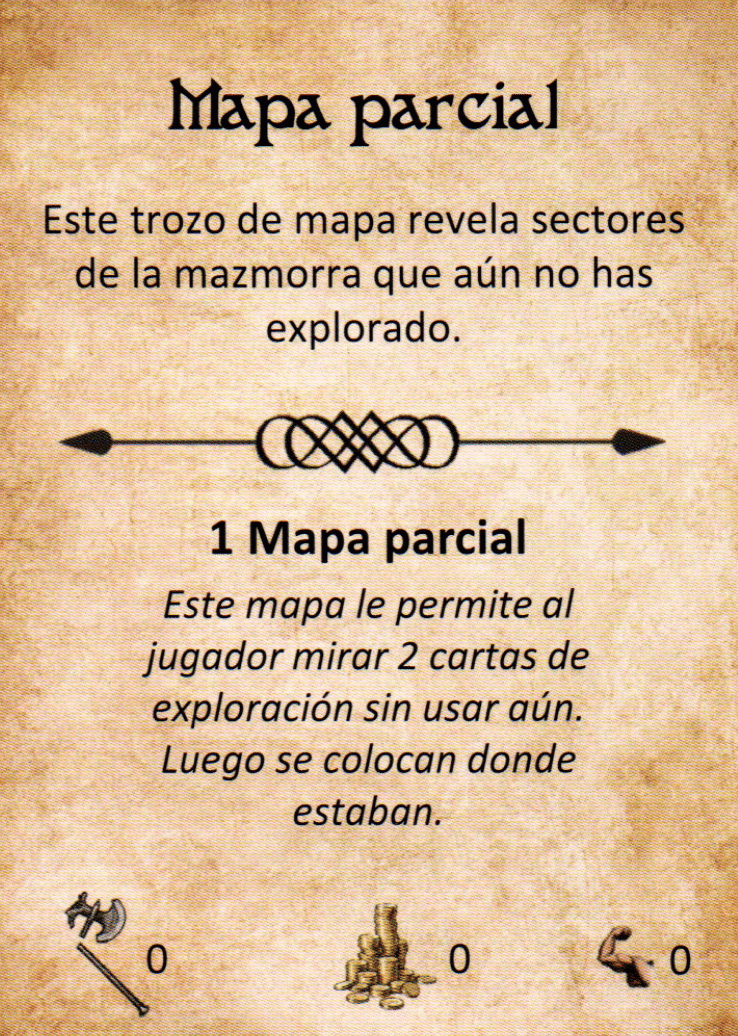 Mapa parcial
Este trozo de mapa revela sectores
de la mazmorra que aún no has
explorado.
1 Mapa parcial
Este mapa le permite al
jugador mirar 2 cartas de
exploración sin usar aún.
Luego se colocan donde
estaban.
0 0 0